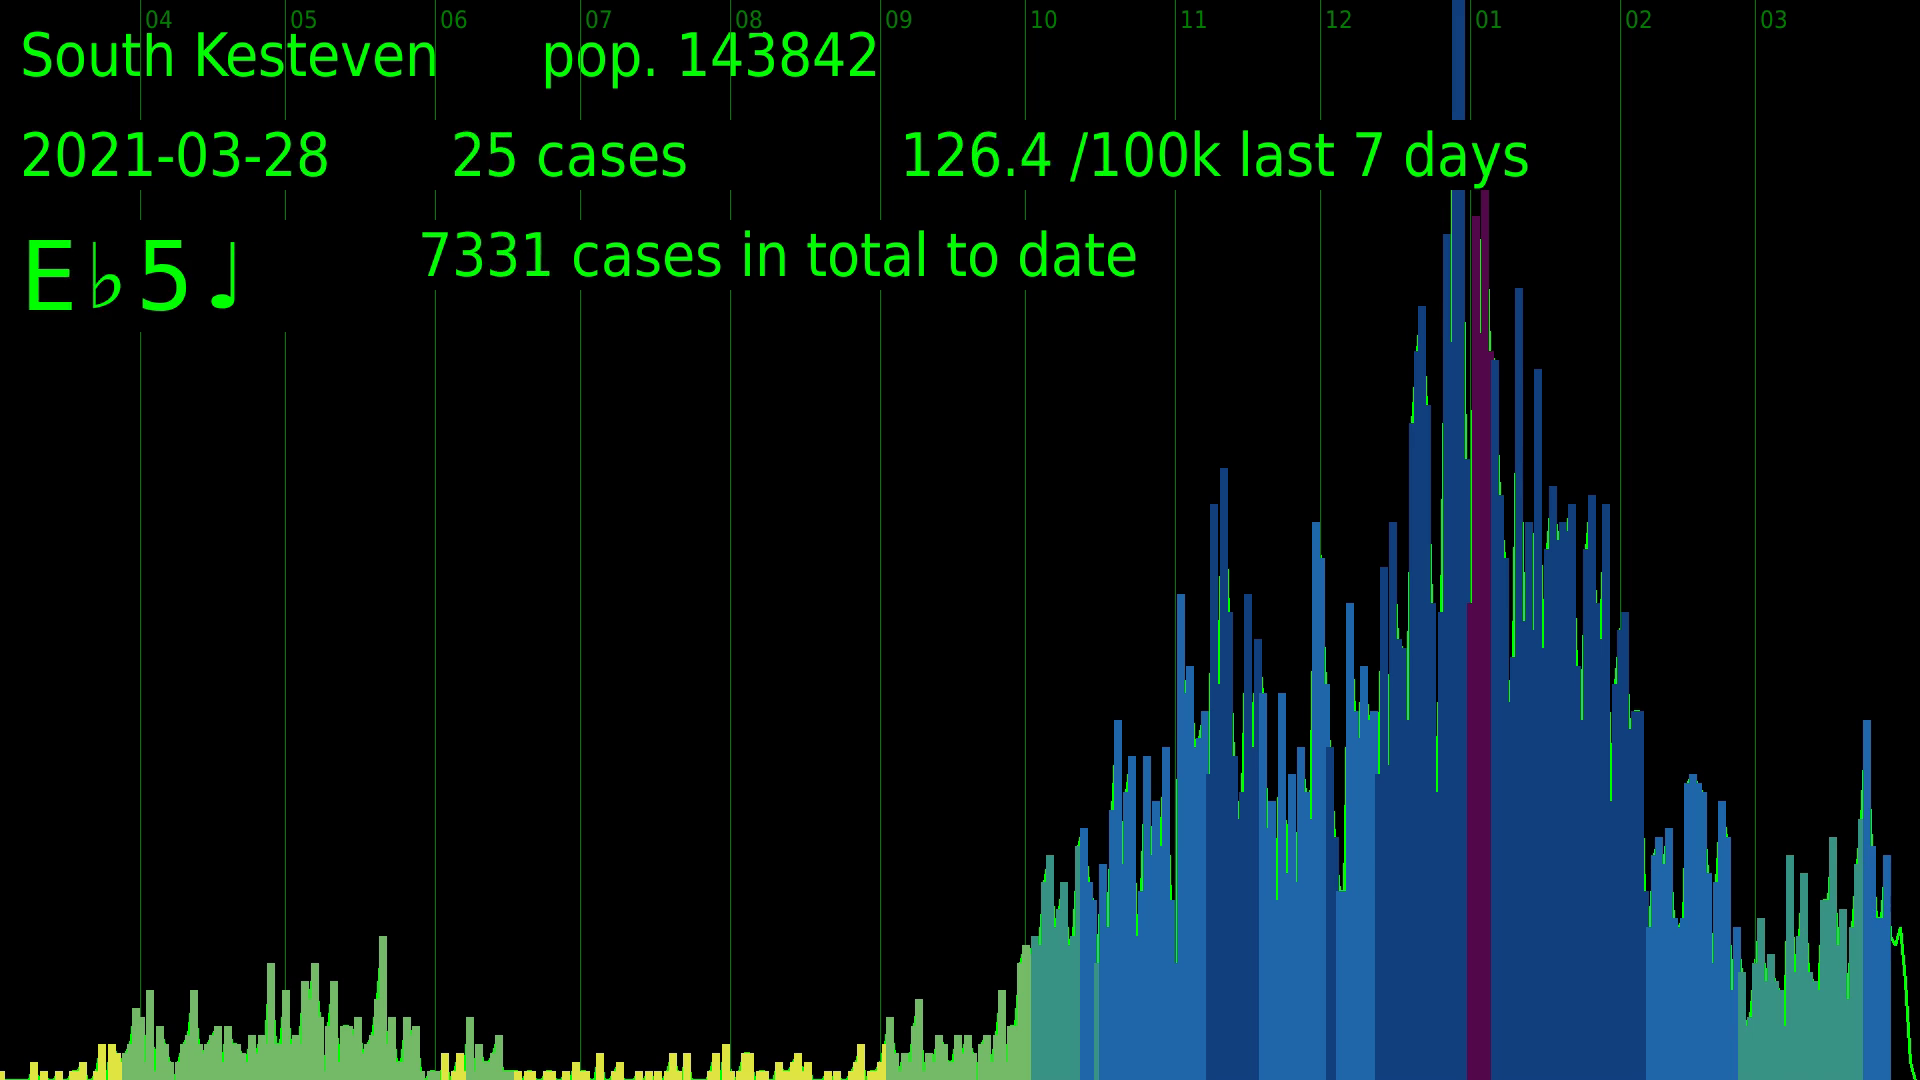 04 05 06 07 08 09 10 11 12 01 02 03
South Kesteven pop. 143842
2021-03-28 25 cases 126.4 /100k last 7 days
E♭5♩ 7331 cases in total to date